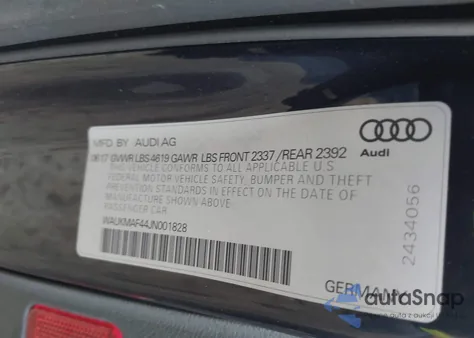 MFD. BY AUDI AG
06/17 GVWR LBS 4619 GAWR LBS FRONT 2337 / REAR 2392
THIS VEHICLE CONFORMS TO ALL APPLICABLE U.S.
FEDERAL MOTOR VEHICLE SAFETY, BUMPER AND THEFT
PREVENTION STANDARDS IN EFFECT ON THE DATE OF
MANUFACTURE SHOWN ABOVE.
PASSENGER CAR
WAUKMAF44JN001828
Audi
2434056
GERMANY
autaSnap